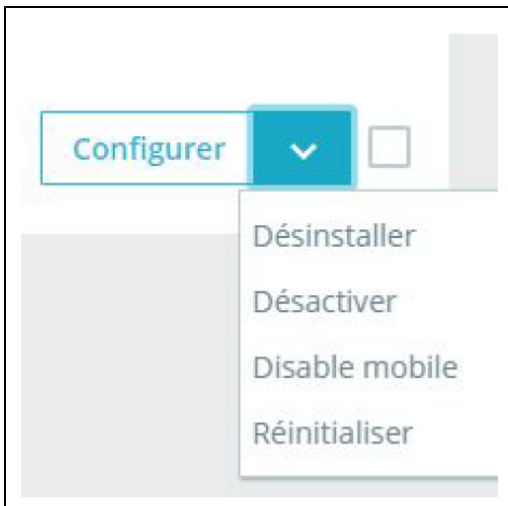 Configurer
Désinstaller
Désactiver
Disable mobile
Réinitialiser